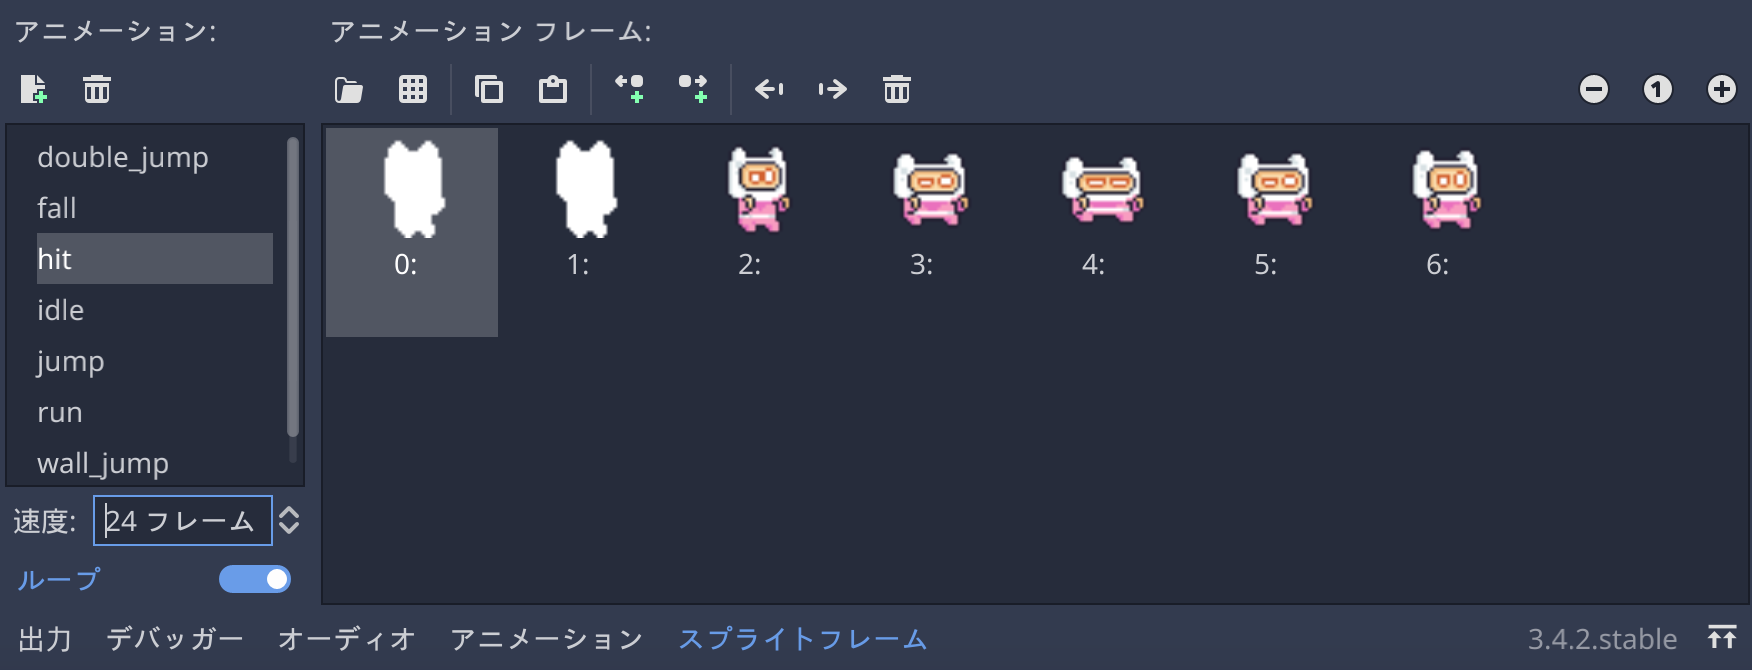 アニメーション:
アニメーション フレーム:
1
double_jump
fall
hit
idle
jump
run
wall_jump
0:
1:
2:
3:
4:
5:
6:
速度: 24 フレーム
ループ
出力 デバッガー オーディオ アニメーション スプライトフレーム 3.4.2.stable